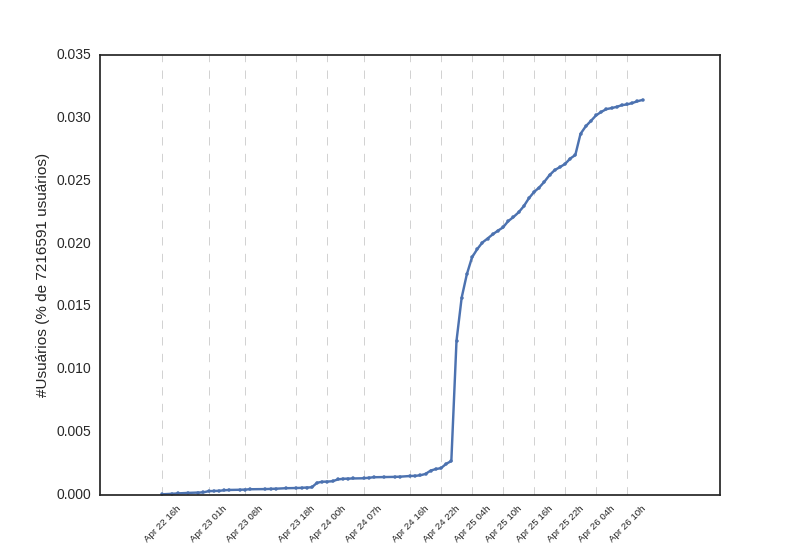 0.035
0.030
0.025
0.020
0.015
0.010
0.005
0.000
#Usuários (% de 7216591 usuários)
Apr 22 16h
Apr 23 01h
Apr 23 08h
Apr 23 18h
Apr 24 00h
Apr 24 07h
Apr 24 16h
Apr 24 22h
Apr 25 04h
Apr 25 10h
Apr 25 16h
Apr 25 22h
Apr 26 04h
Apr 26 10h